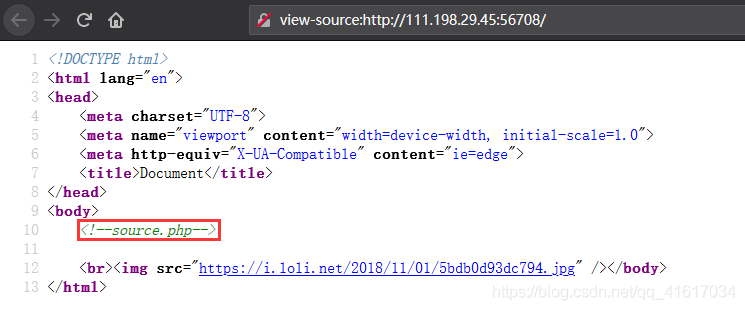 view-source:http://111.198.29.45:56708/
1 <!DOCTYPE html>
2 <html lang="en">
3 <head>
4 <meta charset="UTF-8">
5 <meta name="viewport" content="width=device-width, initial-scale=1.0">
6 <meta http-equiv="X-UA-Compatible" content="ie=edge">
7 <title>Document</title>
8 </head>
9 <body>
10 <!--source.php-->
11
12 <br><img src="https://i.loli.net/2018/11/01/5bdb0d93dc794.jpg" /></body>
13 </html>
https://blog.csdn.net/qq_41617034